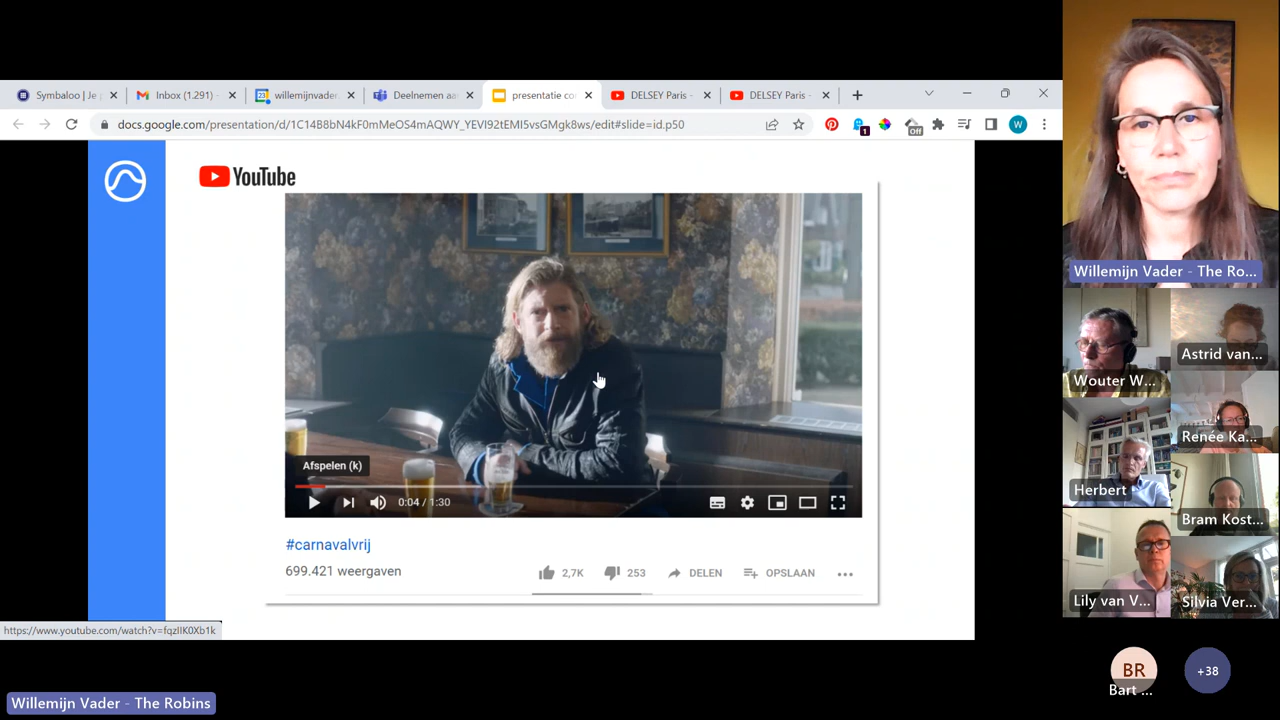 Symbaloo | Je
Inbox (1.291) -
willemijnvader
Deelnemen aa
presentatie co
DELSEY Paris -
DELSEY Paris -
docs.google.com/presentation/d/1C14B8bN4kF0mMeOS4mAQWY_YEVI92tEMI5vsGMgk8ws/edit#slide=id.p50
1
Off
W
YouTube
Afspelen (k)
0:04 / 1:30
#carnavalvrij
699.421 weergaven
2,7K
253
DELEN
OPSLAAN
https://www.youtube.com/watch?v=fqzIIK0Xb1k
Willemijn Vader - The Robins
Willemijn Vader - The Ro...
Wouter W...
Astrid van...
Renée Ka...
Herbert
Bram Kost...
Lily van V...
Silvia Ver...
BR
Bart ...
+38